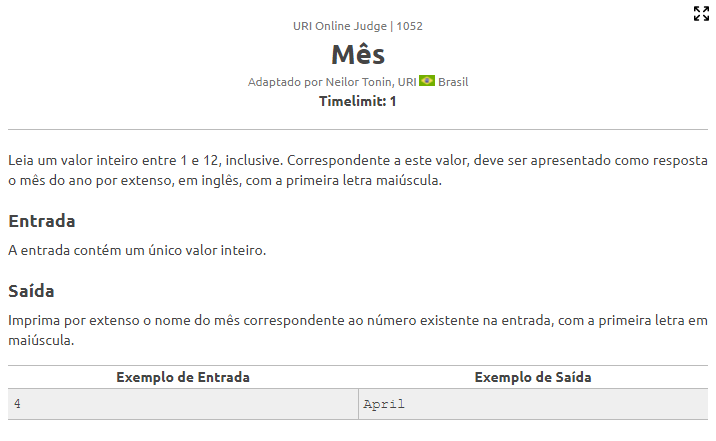 URI Online Judge | 1052
Mês
Adaptado por Neilor Tonin, URI Brasil
Timelimit: 1
Leia um valor inteiro entre 1 e 12, inclusive. Correspondente a este valor, deve ser apresentado como resposta
o mês do ano por extenso, em inglês, com a primeira letra maiúscula.
Entrada
A entrada contém um único valor inteiro.
Saída
Imprima por extenso o nome do mês correspondente ao número existente na entrada, com a primeira letra em
maiúscula.
Exemplo de Entrada Exemplo de Saída
4 April